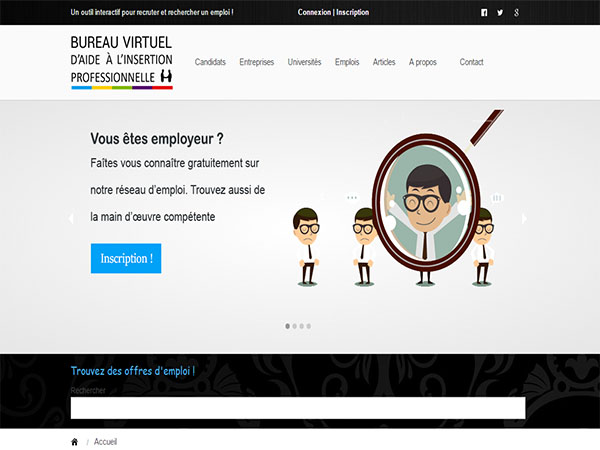 Un outil interactif pour recruter et rechercher un emploi !
Connexion | Inscription
BUREAU VIRTUEL
D'AIDE À L'INSERTION
PROFESSIONNELLE
Candidats Entreprises Universités Emplois Articles A propos Contact
Vous êtes employeur ?
Faîtes vous connaître gratuitement sur
notre réseau d'emploi. Trouvez aussi de
la main d'œuvre compétente
Inscription !
Trouvez des offres d'emploi !
Rechercher
/ Accueil